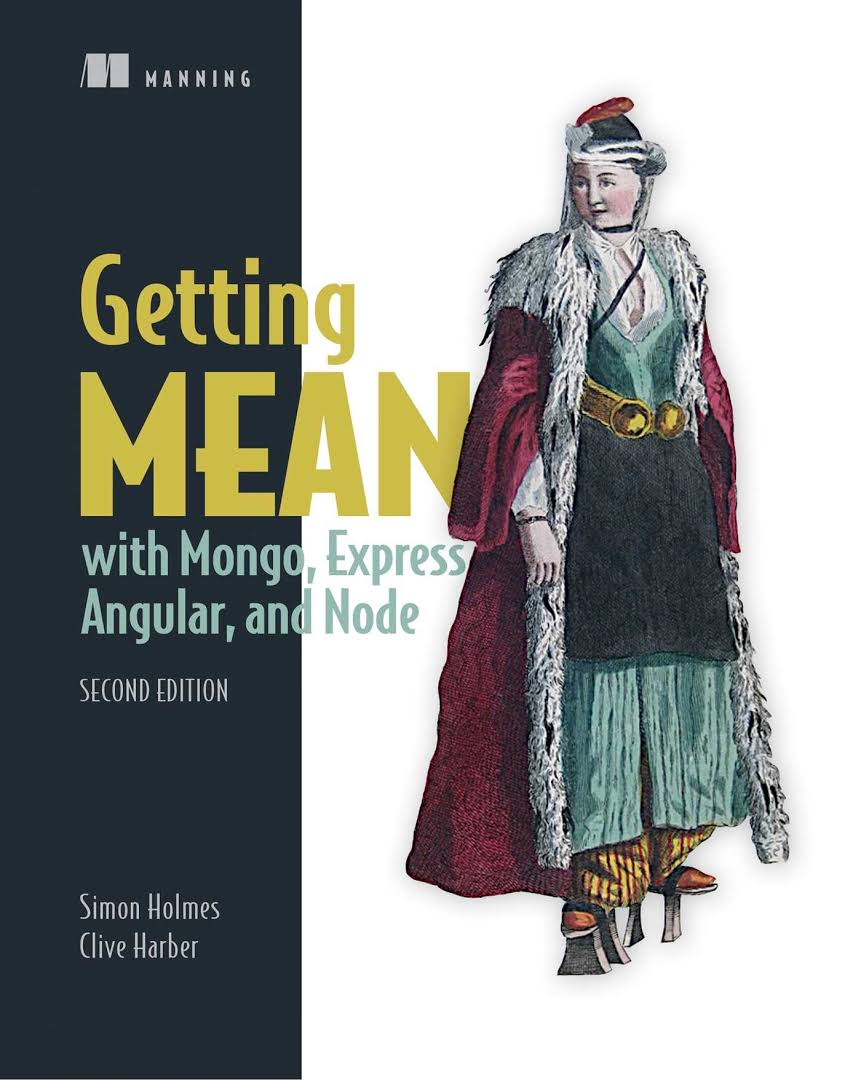 MANNING
Getting
MEAN
with Mongo, Express
Angular, and Node
SECOND EDITION
Simon Holmes
Clive Harber